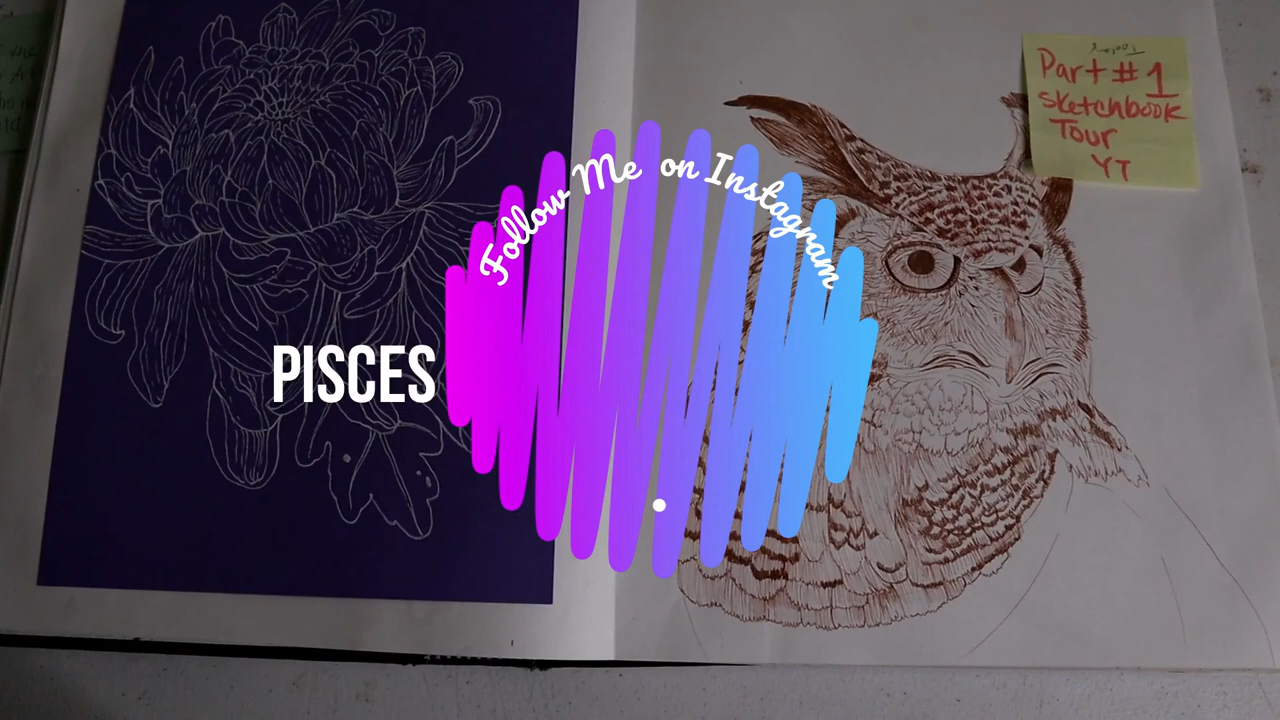 Follow Me on Instagram
PISCES
Part #1
sketchbook
Tour
YT